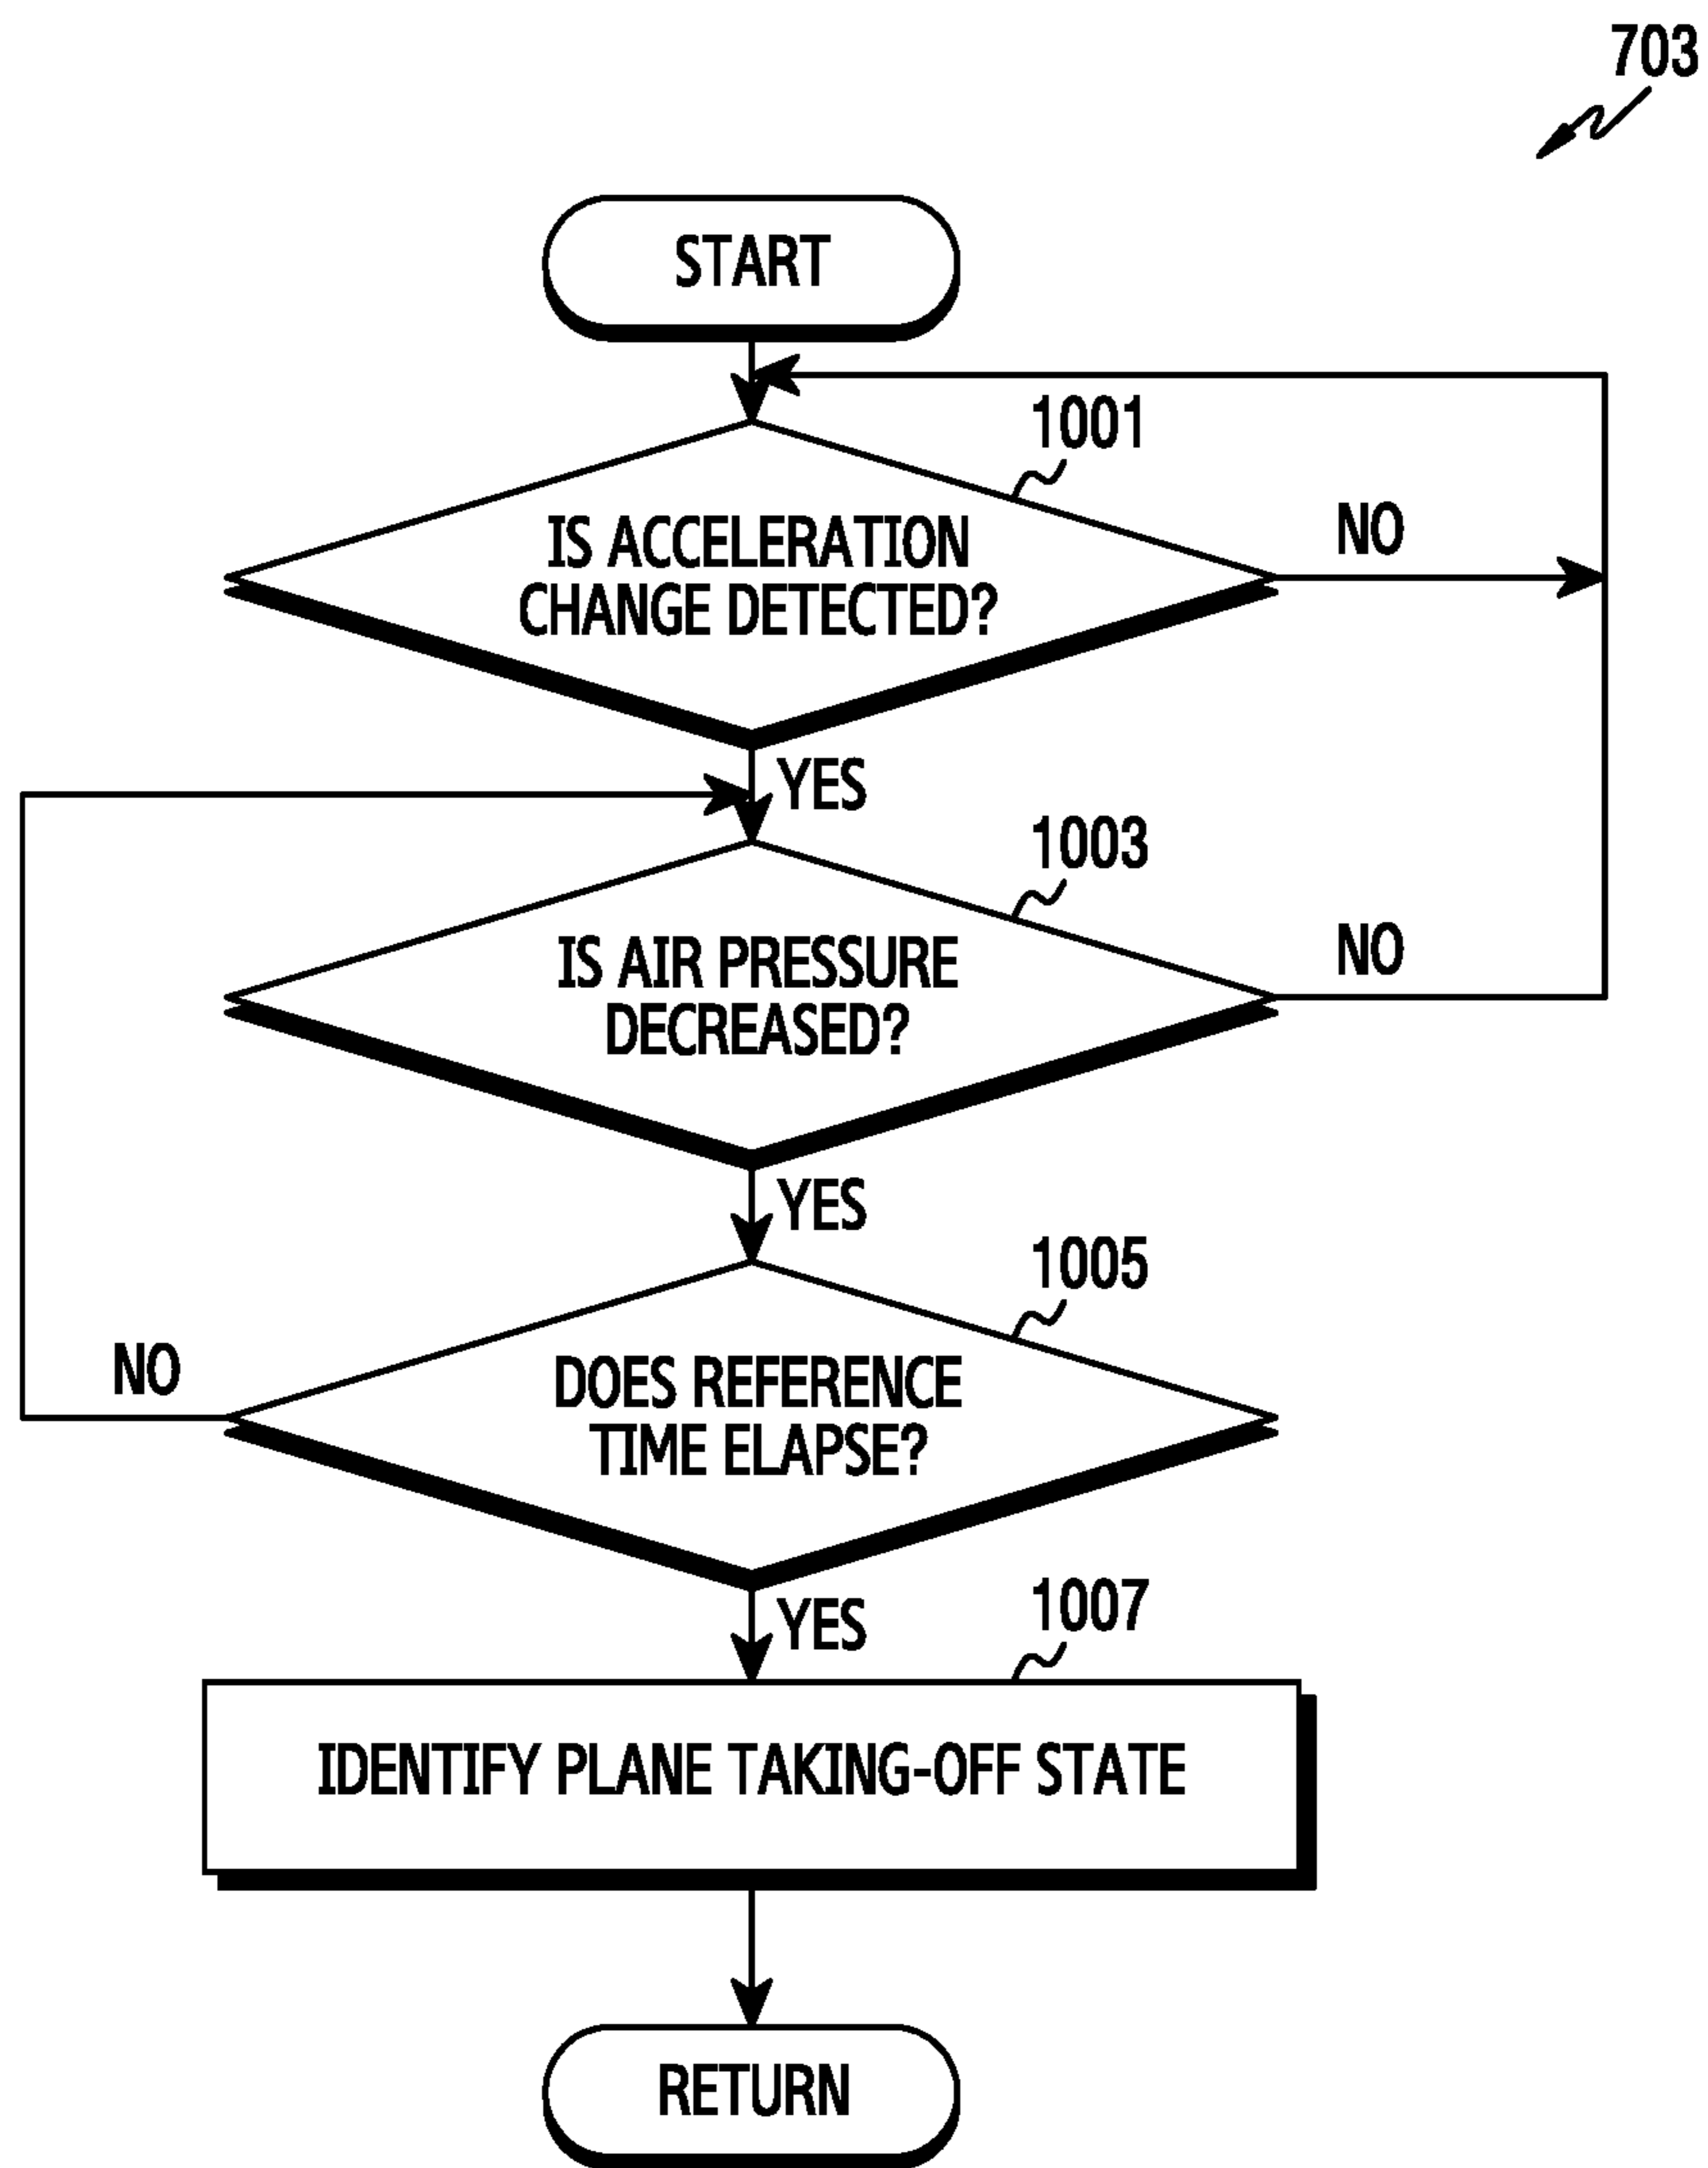 703
START
1001
IS ACCELERATION
CHANGE DETECTED?
NO
YES
1003
IS AIR PRESSURE
DECREASED?
NO
YES
1005
DOES REFERENCE
TIME ELAPSE?
NO
YES
1007
IDENTIFY PLANE TAKING-OFF STATE
RETURN